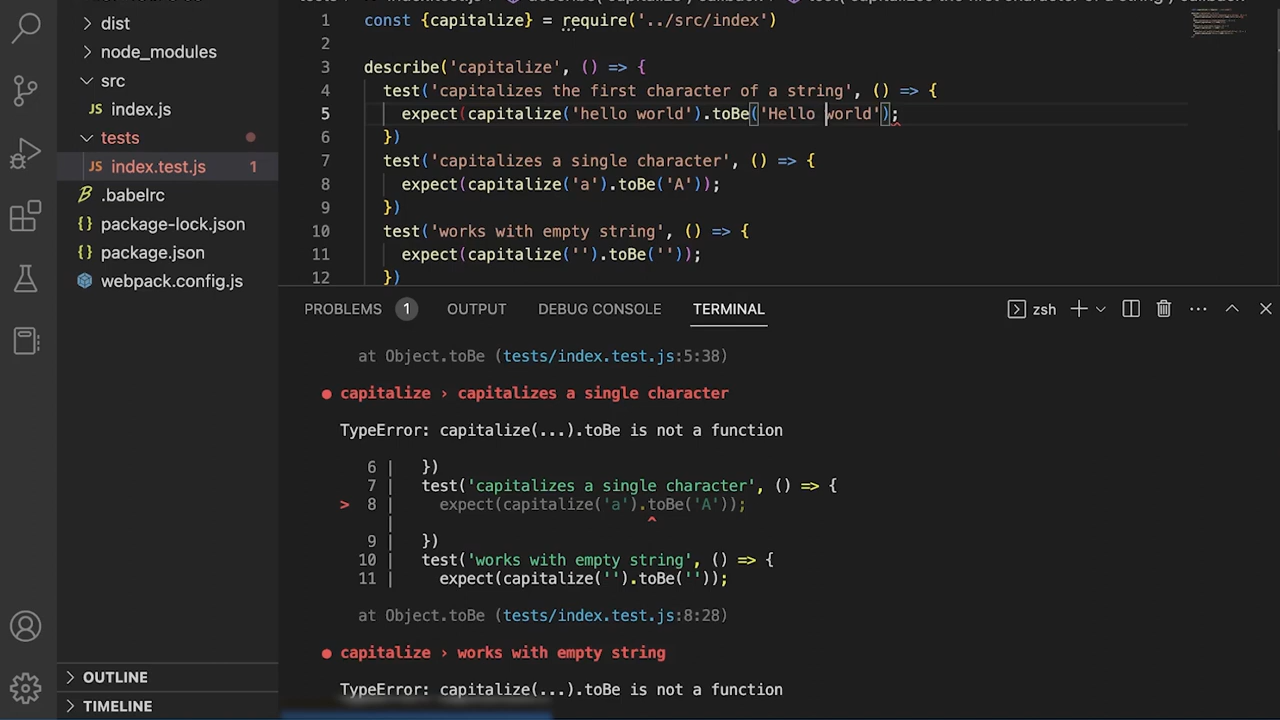 dist
node_modules
src
JS index.js
tests
JS index.test.js 1
.babelrc
{} package-lock.json
{} package.json
webpack.config.js
OUTLINE
TIMELINE
1 const {capitalize} = require('../src/index')
2
3 describe('capitalize', () => {
4 test('capitalizes the first character of a string', () => {
5 expect(capitalize('hello world').toBe('Hello world');
6 })
7 test('capitalizes a single character', () => {
8 expect(capitalize('a').toBe('A'));
9 })
10 test('works with empty string', () => {
11 expect(capitalize('').toBe(''));
12 })
PROBLEMS 1 OUTPUT DEBUG CONSOLE TERMINAL zsh
at Object.toBe (tests/index.test.js:5:38)
● capitalize › capitalizes a single character
TypeError: capitalize(...).toBe is not a function
6 | })
7 | test('capitalizes a single character', () => {
> 8 | expect(capitalize('a').toBe('A'));
| ^
9 | })
10 | test('works with empty string', () => {
11 | expect(capitalize('').toBe(''));
at Object.toBe (tests/index.test.js:8:28)
● capitalize › works with empty string
TypeError: capitalize(...).toBe is not a function